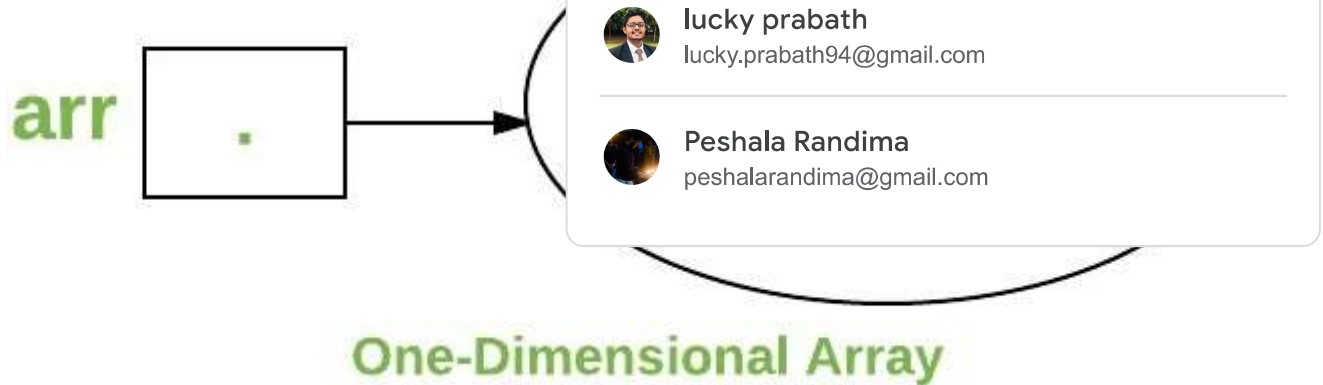 lucky prabath
lucky.prabath94@gmail.com
arr
.
Peshala Randima
peshalarandima@gmail.com
One-Dimensional Array